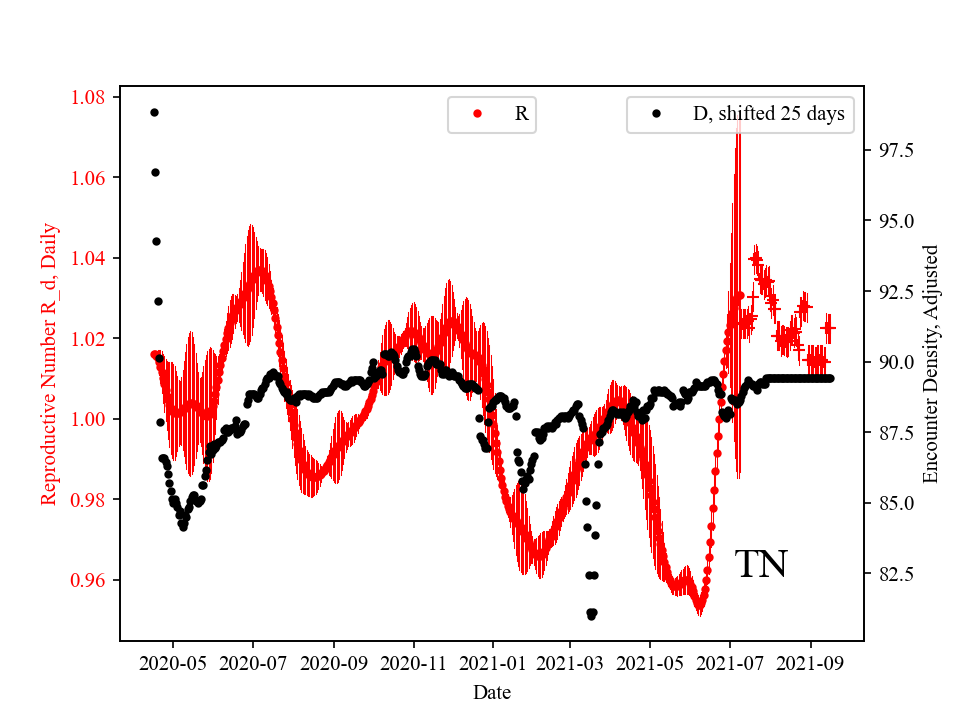 R
D, shifted 25 days
1.08
1.06
1.04
1.02
1.00
0.98
0.96
Reproductive Number R_d, Daily
97.5
95.0
92.5
90.0
87.5
85.0
82.5
Encounter Density, Adjusted
TN
2020-05 2020-07 2020-09 2020-11 2021-01 2021-03 2021-05 2021-07 2021-09
Date